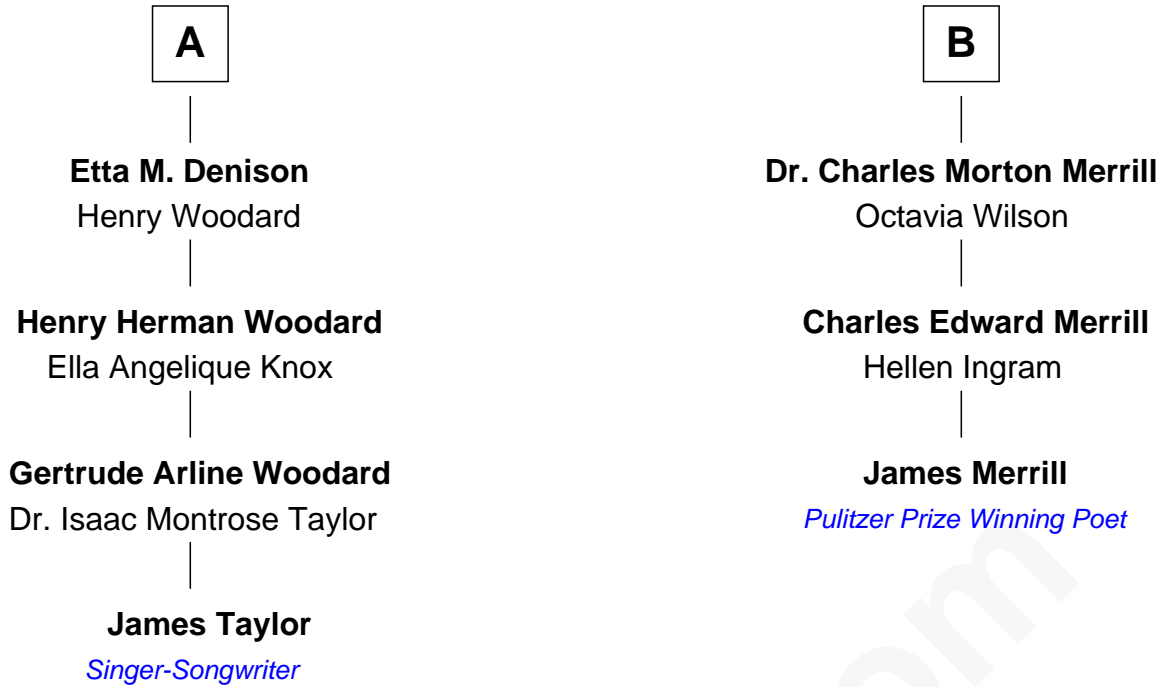 A
Etta M. Denison
Henry Woodard
Henry Herman Woodard
Ella Angelique Knox
Gertrude Arline Woodard
Dr. Isaac Montrose Taylor
James Taylor
Singer-Songwriter
B
Dr. Charles Morton Merrill
Octavia Wilson
Charles Edward Merrill
Hellen Ingram
James Merrill
Pulitzer Prize Winning Poet
om